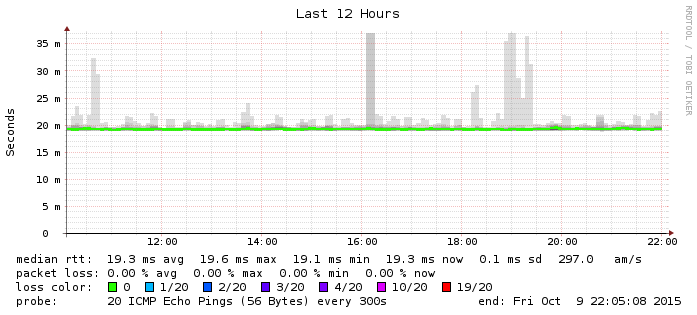 Last 12 Hours
RRDTOOL / TOBI OETIKER
Seconds
35 m
30 m
25 m
20 m
15 m
10 m
5 m
0
12:00 14:00 16:00 18:00 20:00 22:00
median rtt: 19.3 ms avg 19.6 ms max 19.1 ms min 19.3 ms now 0.1 ms sd 297.0 am/s
packet loss: 0.00 % avg 0.00 % max 0.00 % min 0.00 % now
loss color: 0 1/20 2/20 3/20 4/20 10/20 19/20
probe: 20 ICMP Echo Pings (56 Bytes) every 300s end: Fri Oct 9 22:05:08 2015